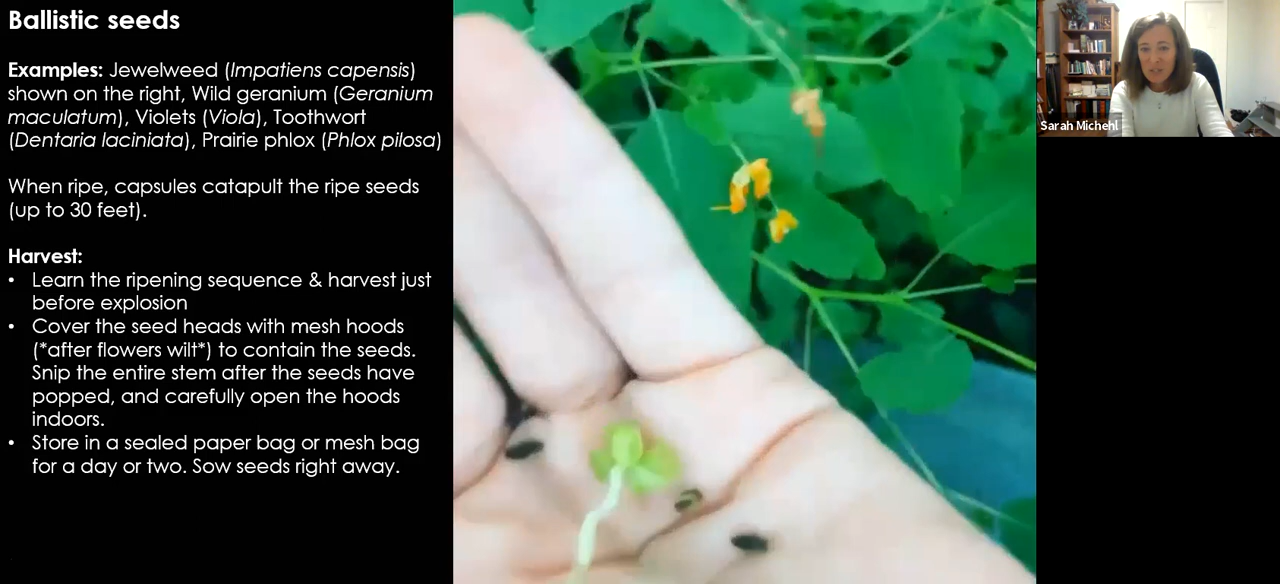 Ballistic seeds
Examples: Jewelweed (Impatiens capensis)
shown on the right, Wild geranium (Geranium
maculatum), Violets (Viola), Toothwort
(Dentaria laciniata), Prairie phlox (Phlox pilosa)
When ripe, capsules catapult the ripe seeds
(up to 30 feet).
Harvest:
• Learn the ripening sequence & harvest just
before explosion
• Cover the seed heads with mesh hoods
(*after flowers wilt*) to contain the seeds.
Snip the entire stem after the seeds have
popped, and carefully open the hoods
indoors.
• Store in a sealed paper bag or mesh bag
for a day or two. Sow seeds right away.
Sarah Michehl